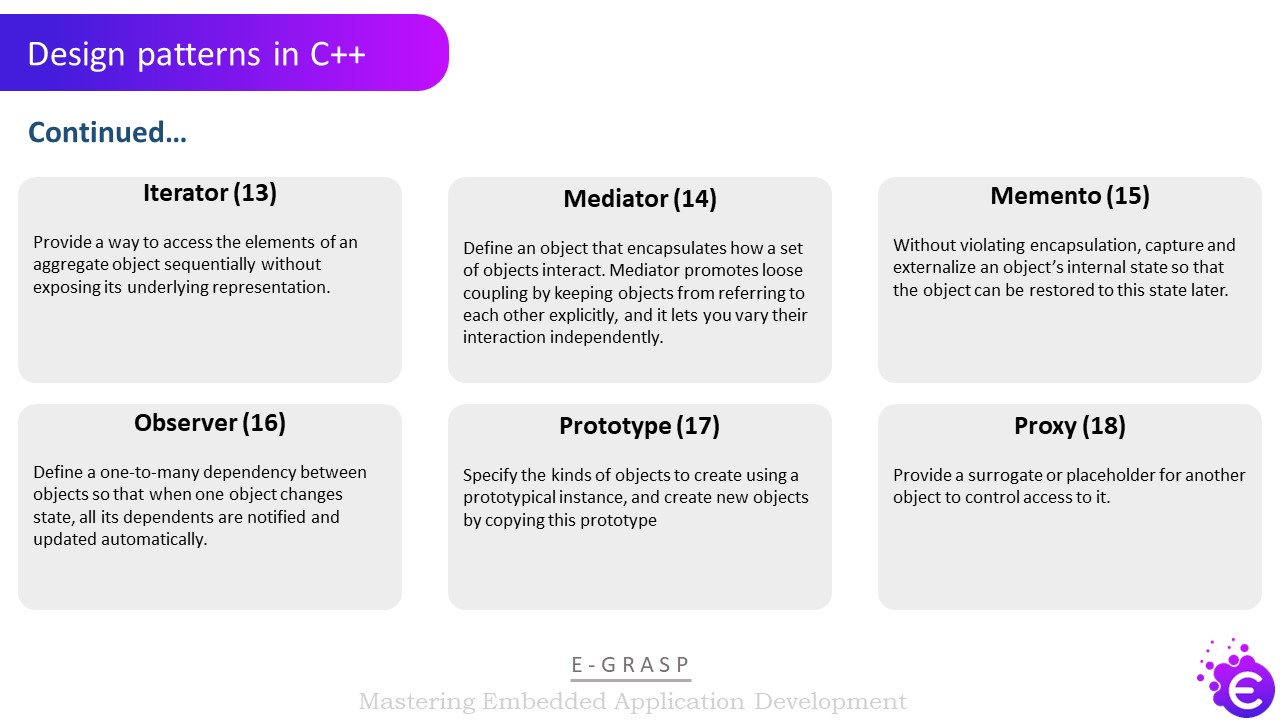 Design patterns in C++
Continued…
Iterator (13)
Provide a way to access the elements of an
aggregate object sequentially without
exposing its underlying representation.
Mediator (14)
Define an object that encapsulates how a set
of objects interact. Mediator promotes loose
coupling by keeping objects from referring to
each other explicitly, and it lets you vary their
interaction independently.
Memento (15)
Without violating encapsulation, capture and
externalize an object’s internal state so that
the object can be restored to this state later.
Observer (16)
Define a one-to-many dependency between
objects so that when one object changes
state, all its dependents are notified and
updated automatically.
Prototype (17)
Specify the kinds of objects to create using a
prototypical instance, and create new objects
by copying this prototype
Proxy (18)
Provide a surrogate or placeholder for another
object to control access to it.
E-GRASP
Mastering Embedded Application Development
e